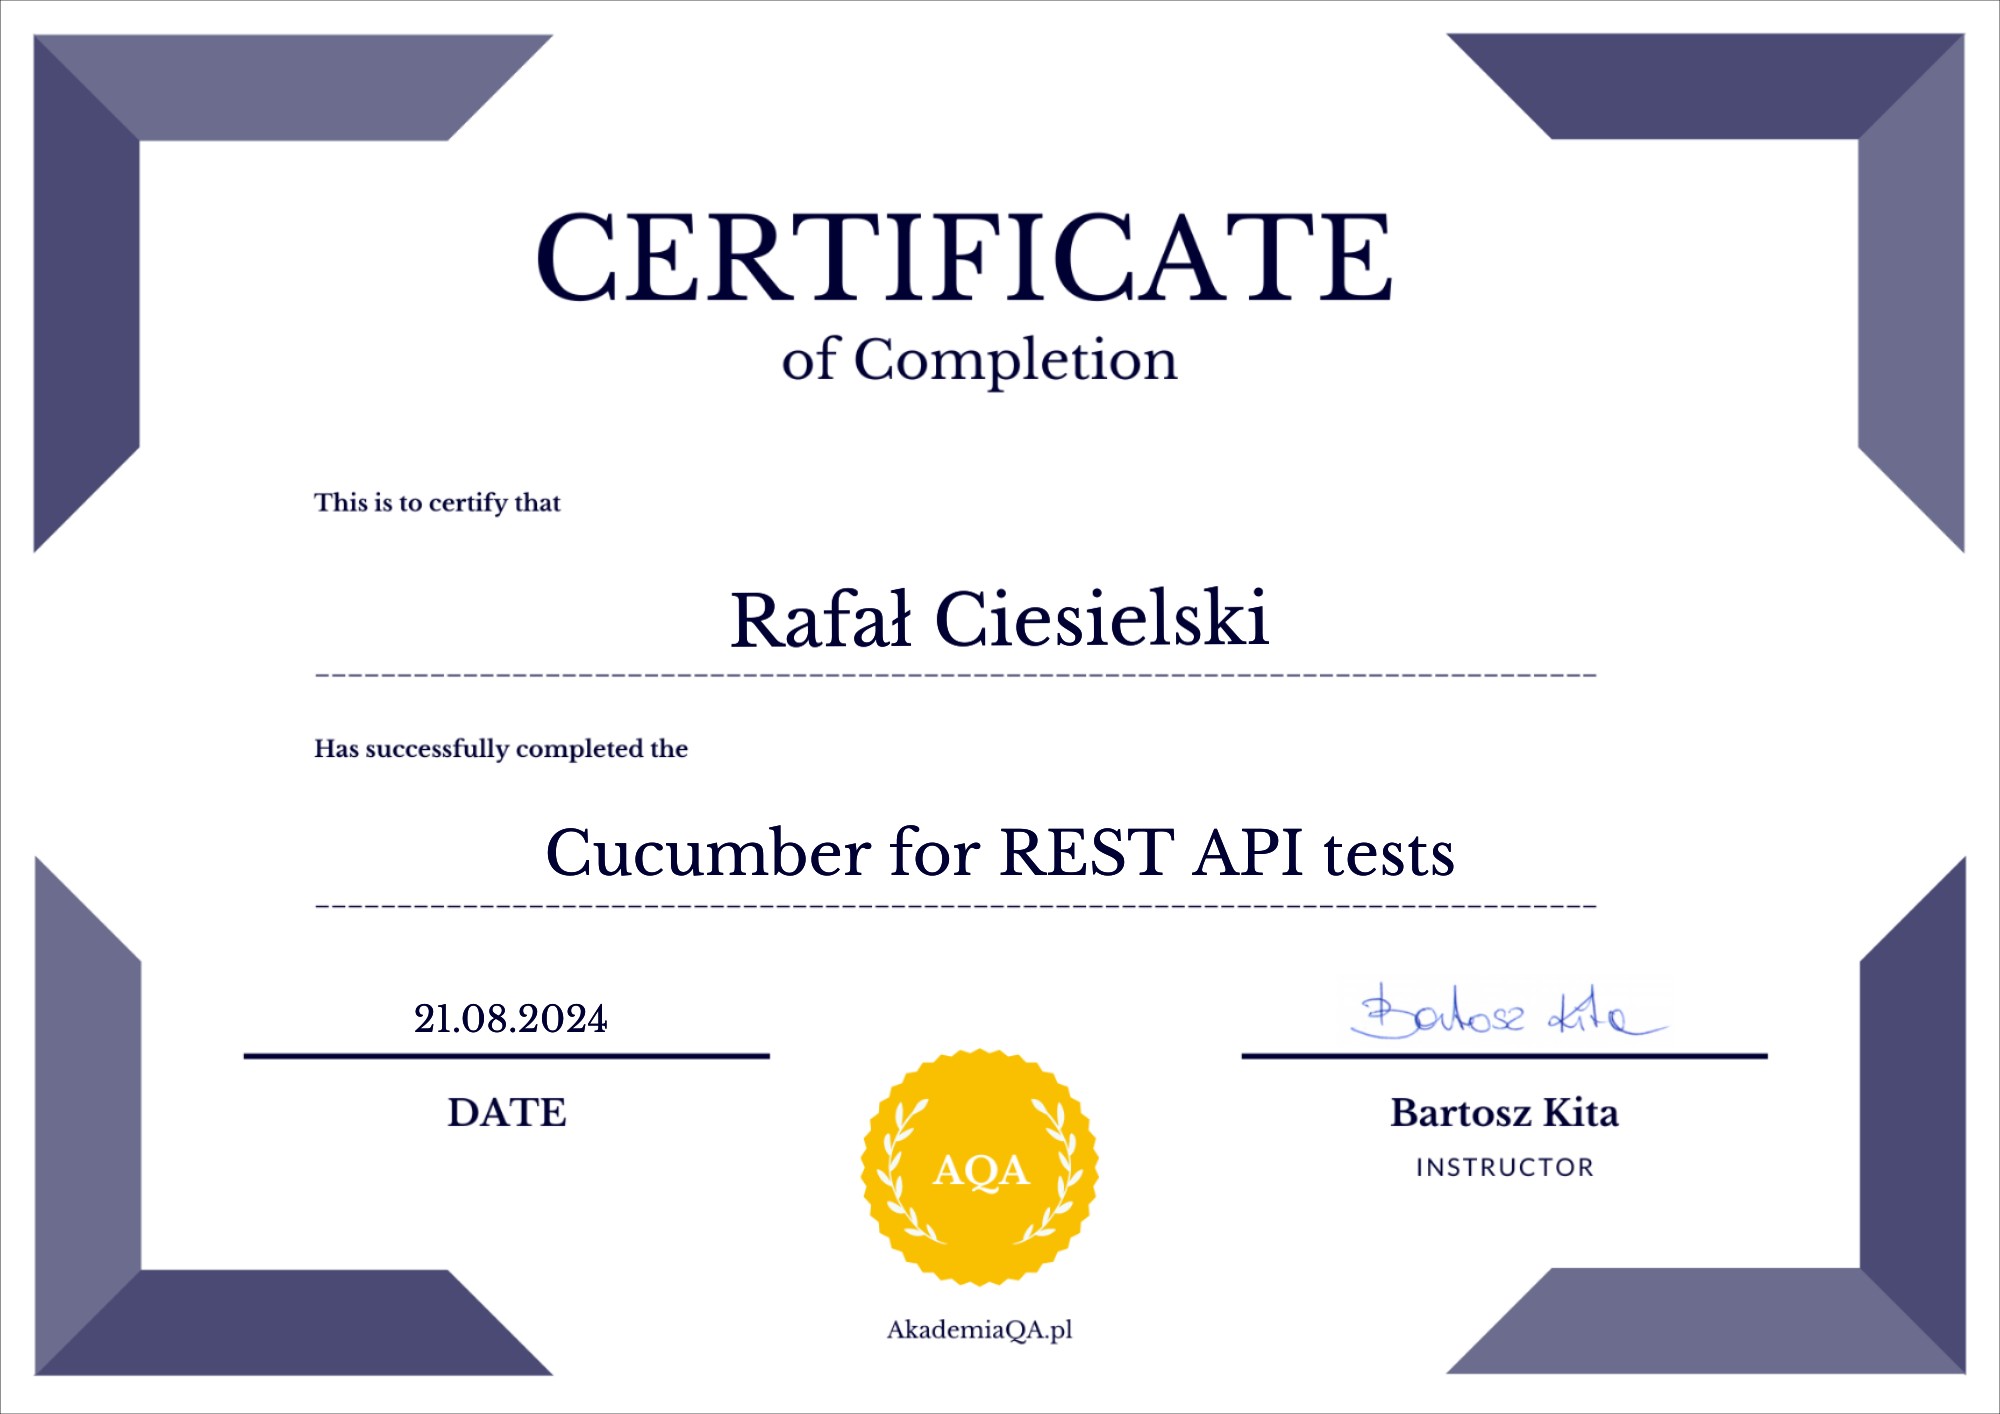 CERTIFICATE
of Completion
This is to certify that
Rafał Ciesielski
Has successfully completed the
Cucumber for REST API tests
21.08.2024
DATE
Bartosz Kita
Bartosz Kita
INSTRUCTOR
AQA
AkademiaQA.pl